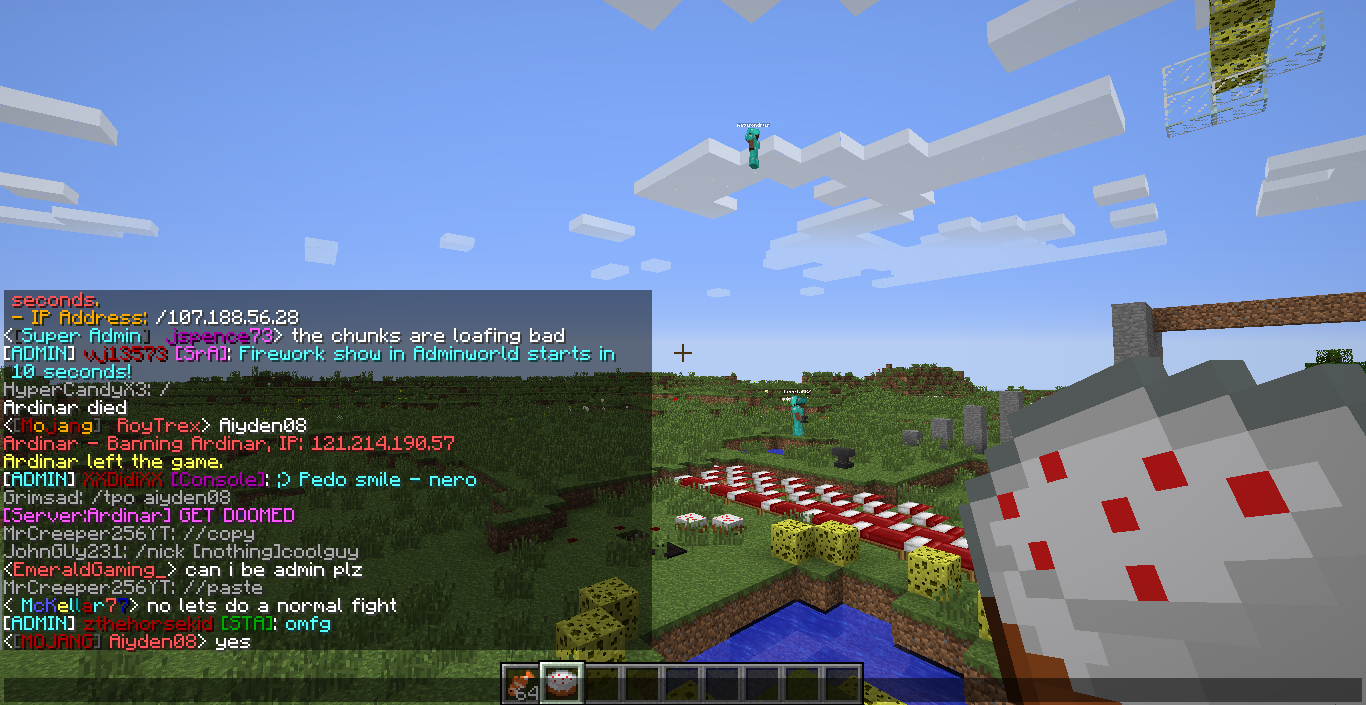 seconds.
- IP Address: /107.188.56.28
<[Super Admin] jspence73> the chunks are loafing bad
[ADMIN] vj13573 [SrA]: Firework show in Adminworld starts in
10 seconds!
HyperCandyX3: /
Ardinar died
<[Mojang] RoyTrex> Aiyden08
Ardinar - Banning Ardinar, IP: 121.214.190.57
Ardinar left the game.
[ADMIN] XXDidiXX [Console]: ;) Pedo smile - nero
Grimsad: /tpo aiyden08
[Server:Ardinar] GET DOOMED
MrCreeper256YT: //copy
JohnGUy231: /nick [nothing]coolguy
<EmeraldGaming_> can i be admin plz
MrCreeper256YT: //paste
< McKellar77> no lets do a normal fight
[ADMIN] zthehorsekid [STA]: omfg
<[MOJANG] Aiyden08> yes
64